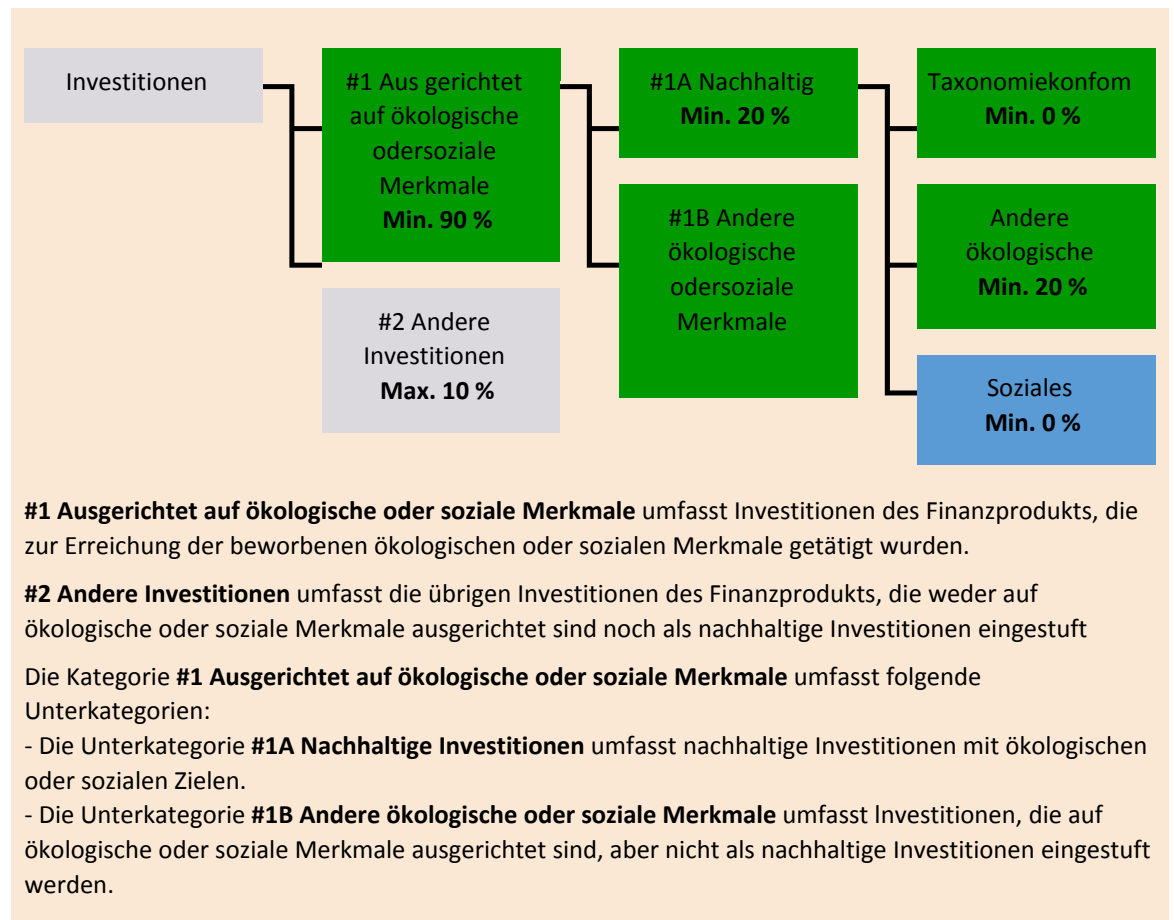 Investitionen
#1 Aus gerichtet
auf ökologische
odersoziale
Merkmale
Min. 90 %
#2 Andere
Investitionen
Max. 10 %
#1A Nachhaltig
Min. 20 %
#1B Andere
ökologische
odersoziale
Merkmale
Taxonomiekonfom
Min. 0 %
Andere
ökologische
Min. 20 %
Soziales
Min. 0 %
#1 Ausgerichtet auf ökologische oder soziale Merkmale umfasst Investitionen des Finanzprodukts, die
zur Erreichung der beworbenen ökologischen oder sozialen Merkmale getätigt wurden.
#2 Andere Investitionen umfasst die übrigen Investitionen des Finanzprodukts, die weder auf
ökologische oder soziale Merkmale ausgerichtet sind noch als nachhaltige Investitionen eingestuft
Die Kategorie #1 Ausgerichtet auf ökologische oder soziale Merkmale umfasst folgende
Unterkategorien:
- Die Unterkategorie #1A Nachhaltige Investitionen umfasst nachhaltige Investitionen mit ökologischen
oder sozialen Zielen.
- Die Unterkategorie #1B Andere ökologische oder soziale Merkmale umfasst lnvestitionen, die auf
ökologische oder soziale Merkmale ausgerichtet sind, aber nicht als nachhaltige Investitionen eingestuft
werden.